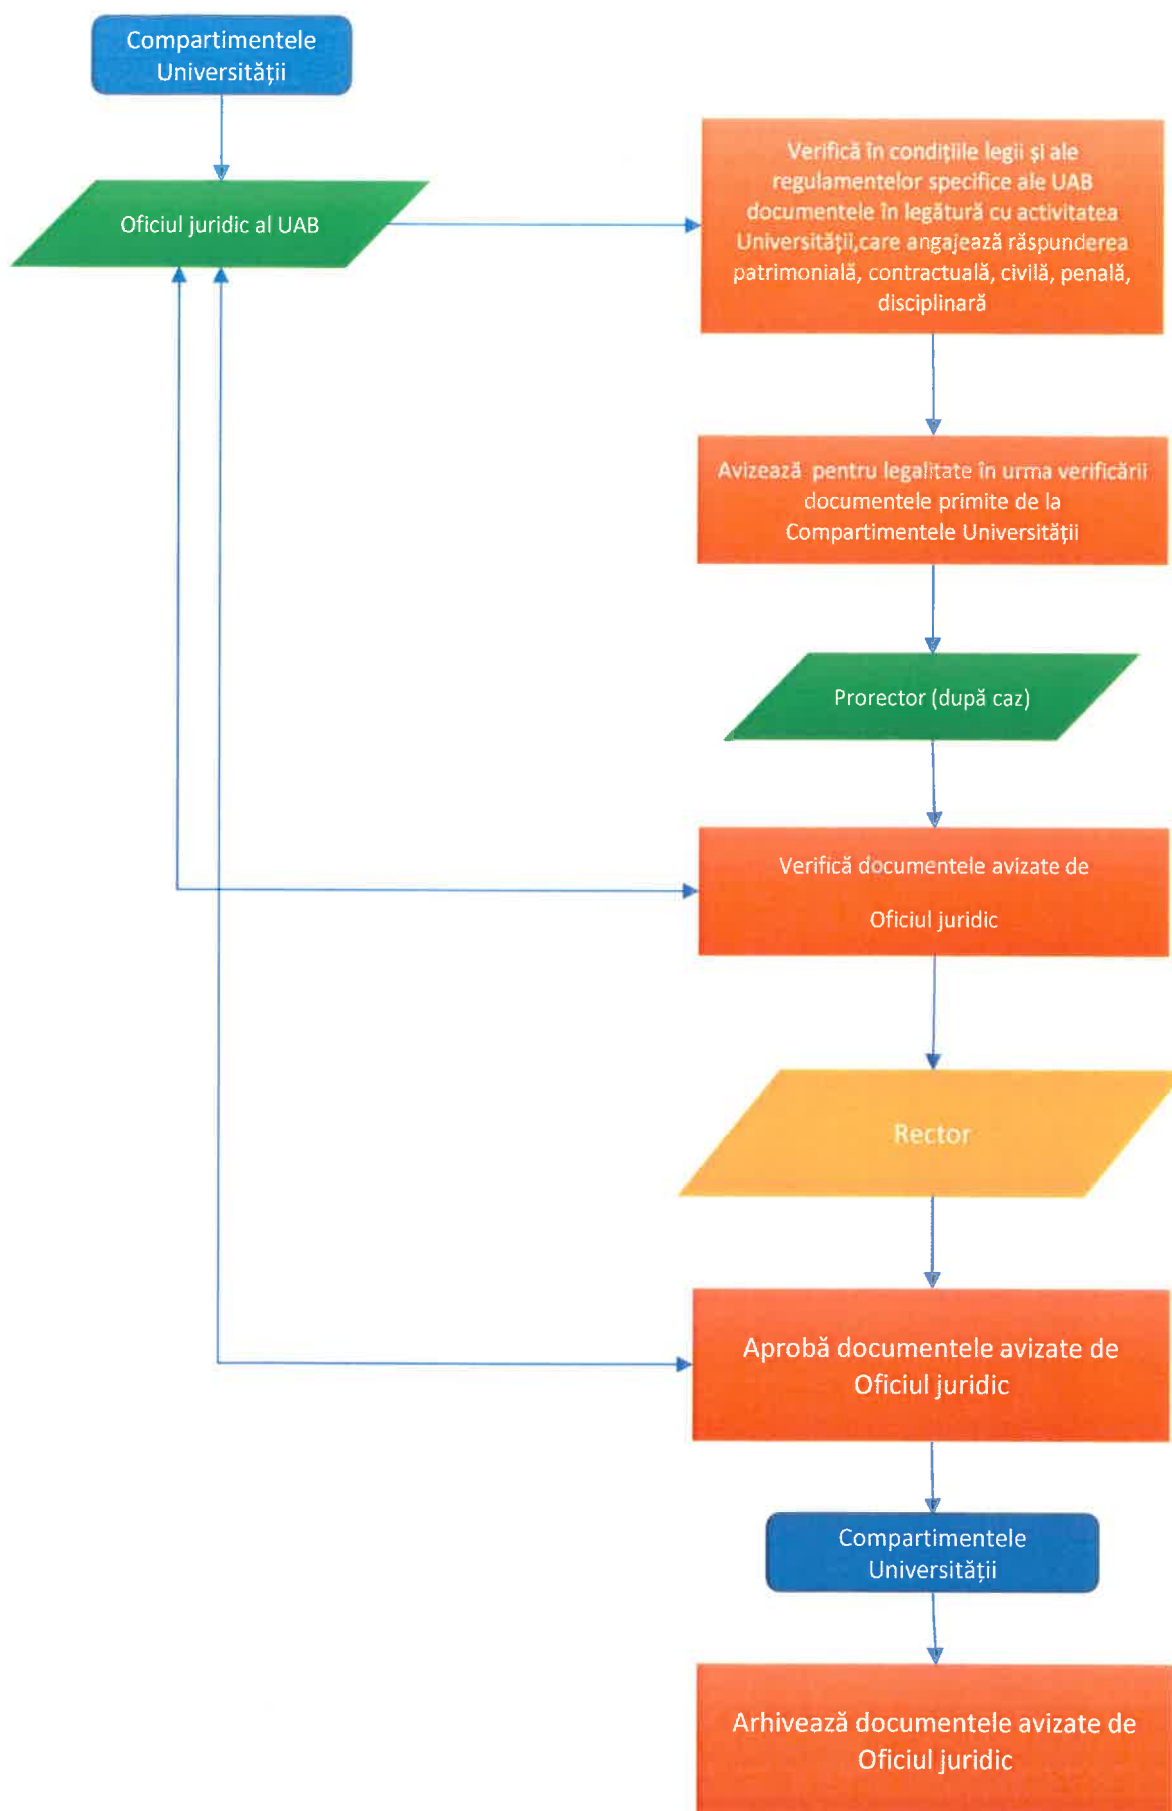 Compartimentele
Universității
Oficiul juridic al UAB
Verifică în condițiile legii și ale
regulamentelor specifice ale UAB
documentele în legătură cu activitatea
Universității,care angajează răspunderea
patrimonială, contractuală, civilă, penală,
disciplinară
Avizează pentru legalitate în urma verificării
documentele primite de la
Compartimentele Universității
Prorector (după caz)
Verifică documentele avizate de
Oficiul juridic
Rector
Aprobă documentele avizate de
Oficiul juridic
Compartimentele
Universității
Arhivează documentele avizate de
Oficiul juridic